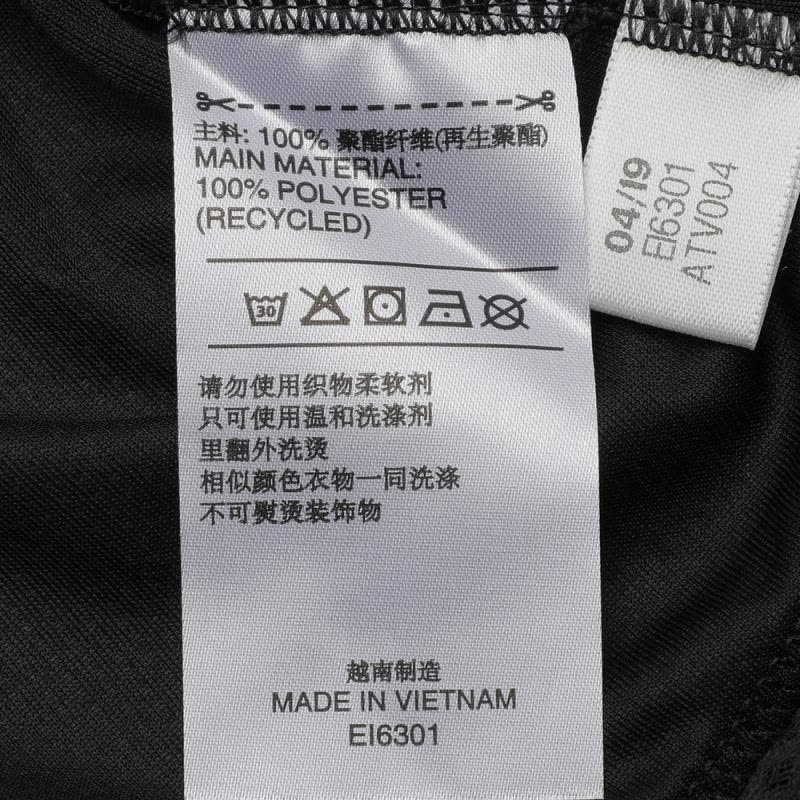 主料: 100% 聚酯纤维(再生聚酯)
MAIN MATERIAL:
100% POLYESTER
(RECYCLED)
30
请勿使用织物柔软剂
只可使用温和洗涤剂
里翻外洗烫
相似颜色衣物一同洗涤
不可熨烫装饰物
越南制造
MADE IN VIETNAM
EI6301
04/19
EI6301
ATV004